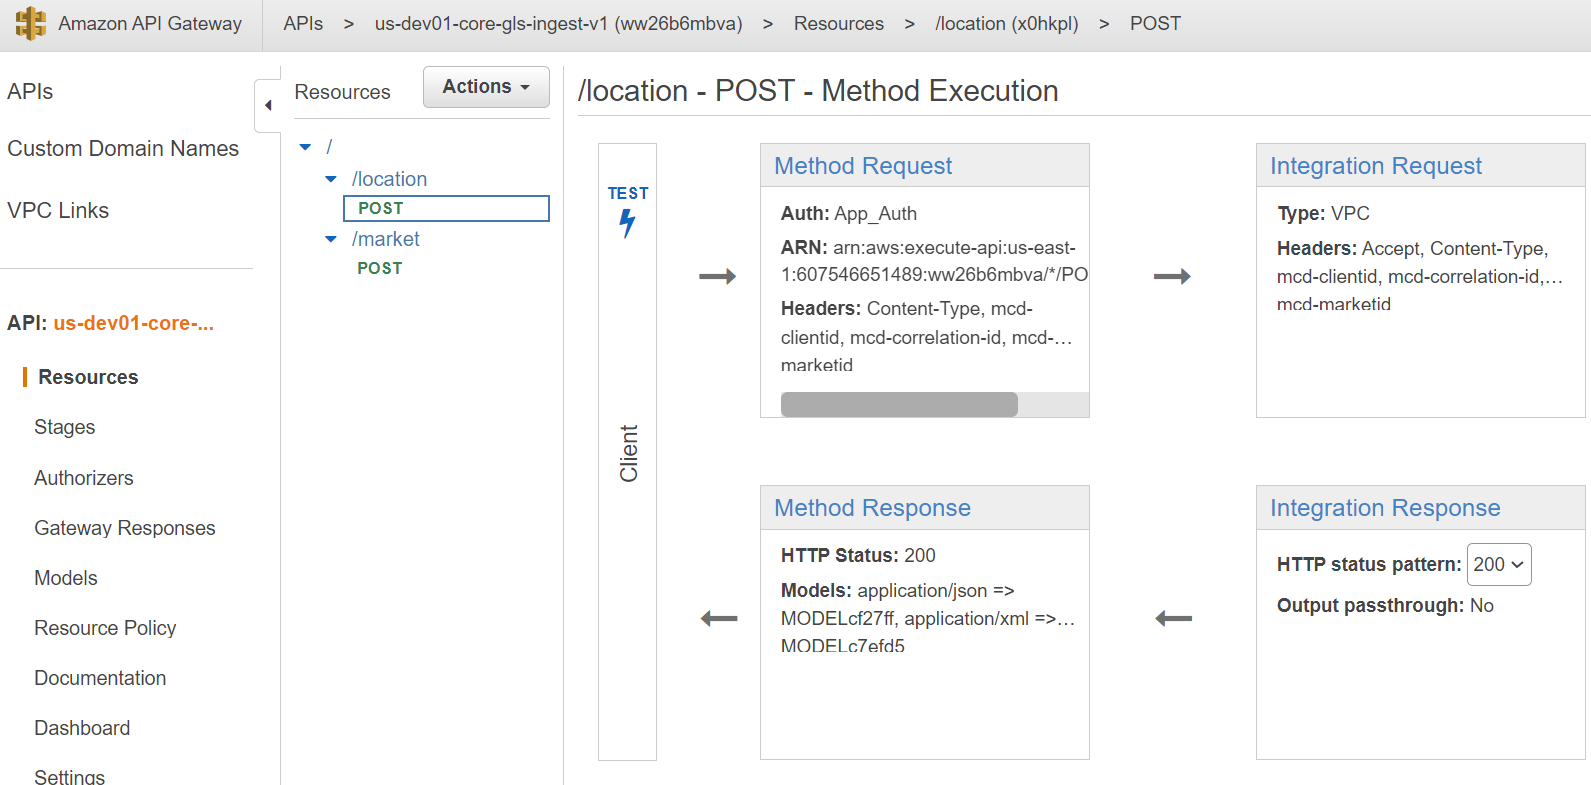 Amazon API Gateway
APIs > us-dev01-core-gls-ingest-v1 (ww26b6mbva) > Resources > /location (x0hkpl) > POST
APIs
Custom Domain Names
VPC Links
API: us-dev01-core-...
Resources
Stages
Authorizers
Gateway Responses
Models
Resource Policy
Documentation
Dashboard
Settings
Resources
Actions
/
/location
POST
/market
POST
/location - POST - Method Execution
TEST
Client
Method Request
Auth: App_Auth
ARN: arn:aws:execute-api:us-east-
1:607546651489:ww26b6mbva/*/PO
Headers: Content-Type, mcd-
clientid, mcd-correlation-id, mcd-...
marketid
Integration Request
Type: VPC
Headers: Accept, Content-Type,
mcd-clientid, mcd-correlation-id,...
mcd-marketid
Method Response
HTTP Status: 200
Models: application/json =>
MODELcf27ff, application/xml =>...
MODELc7efd5
Integration Response
HTTP status pattern: 200
Output passthrough: No